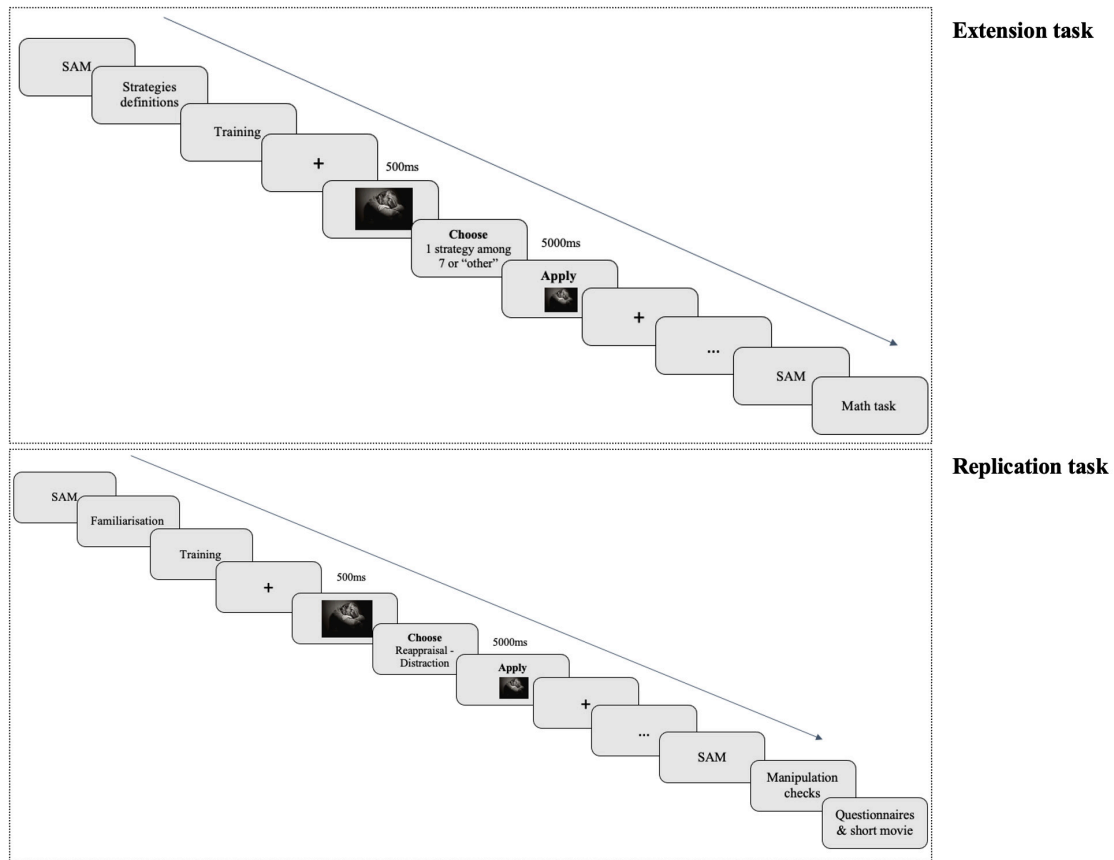 Extension task
SAM
Strategies
definitions
Training
+
500ms
Choose
1 strategy among
7 or “other”
5000ms
Apply
+
...
SAM
Math task
Replication task
SAM
Familiarisation
Training
+
500ms
Choose
Reappraisal -
Distraction
5000ms
Apply
+
...
SAM
Manipulation
checks
Questionnaires
& short movie